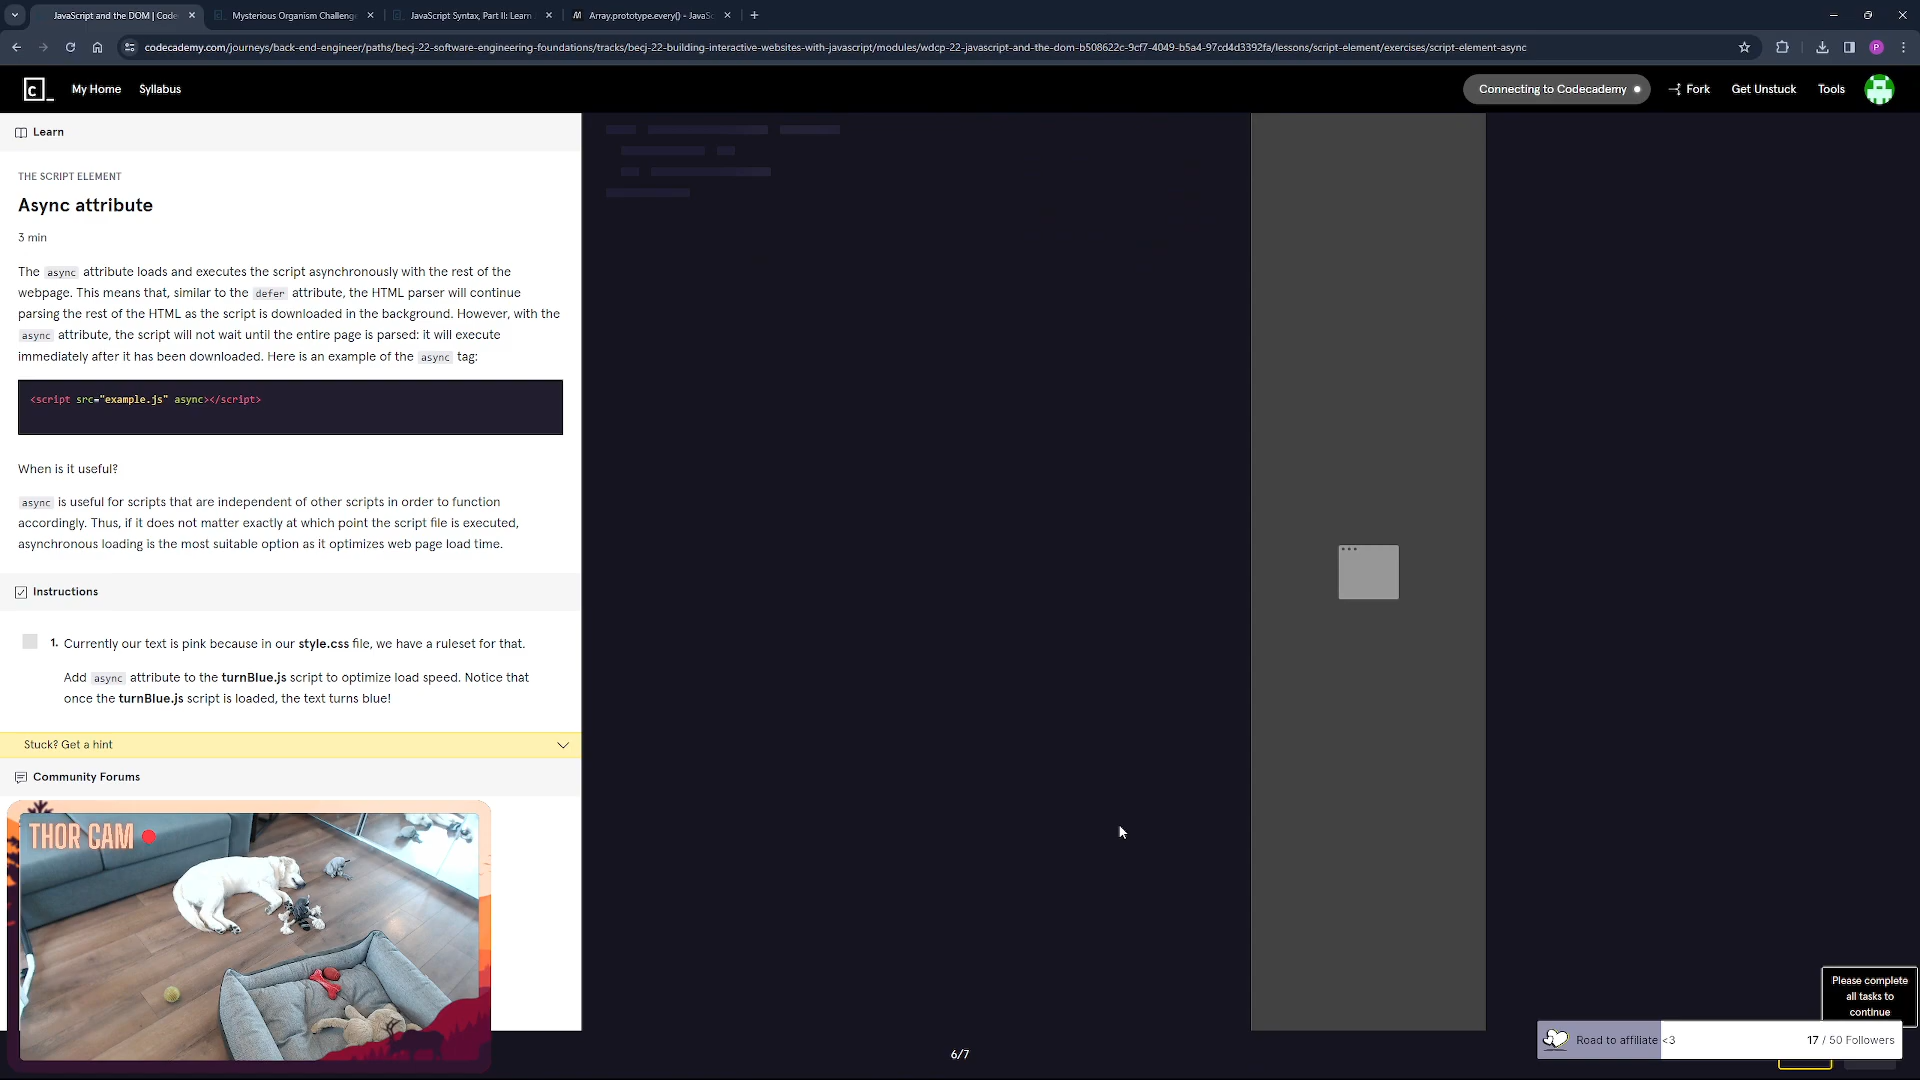 JavaScript and the DOM | Code
Mysterious Organism Challenge
JavaScript Syntax, Part II: Learn
Array.prototype.every() - JavaSc
codecademy.com/journeys/back-end-engineer/paths/becj-22-software-engineering-foundations/tracks/becj-22-building-interactive-websites-with-javascript/modules/wdcp-22-javascript-and-the-dom-b508622c-9cf7-4049-b5a4-97cd4d3392fa/lessons/script-element/exercises/script-element-async
P
c
My Home
Syllabus
Connecting to Codecademy
Fork
Get Unstuck
Tools
Learn
THE SCRIPT ELEMENT
Async attribute
3 min
The async attribute loads and executes the script asynchronously with the rest of the
webpage. This means that, similar to the defer attribute, the HTML parser will continue
parsing the rest of the HTML as the script is downloaded in the background. However, with the
async attribute, the script will not wait until the entire page is parsed: it will execute
immediately after it has been downloaded. Here is an example of the async tag:
<script src="example.js" async></script>
When is it useful?
async is useful for scripts that are independent of other scripts in order to function
accordingly. Thus, if it does not matter exactly at which point the script file is executed,
asynchronous loading is the most suitable option as it optimizes web page load time.
Instructions
1. Currently our text is pink because in our style.css file, we have a ruleset for that.
Add async attribute to the turnBlue.js script to optimize load speed. Notice that
once the turnBlue.js script is loaded, the text turns blue!
Stuck? Get a hint
Community Forums
THOR CAM
6/7
Please complete
all tasks to
continue
Road to affiliate <3
17 / 50 Followers